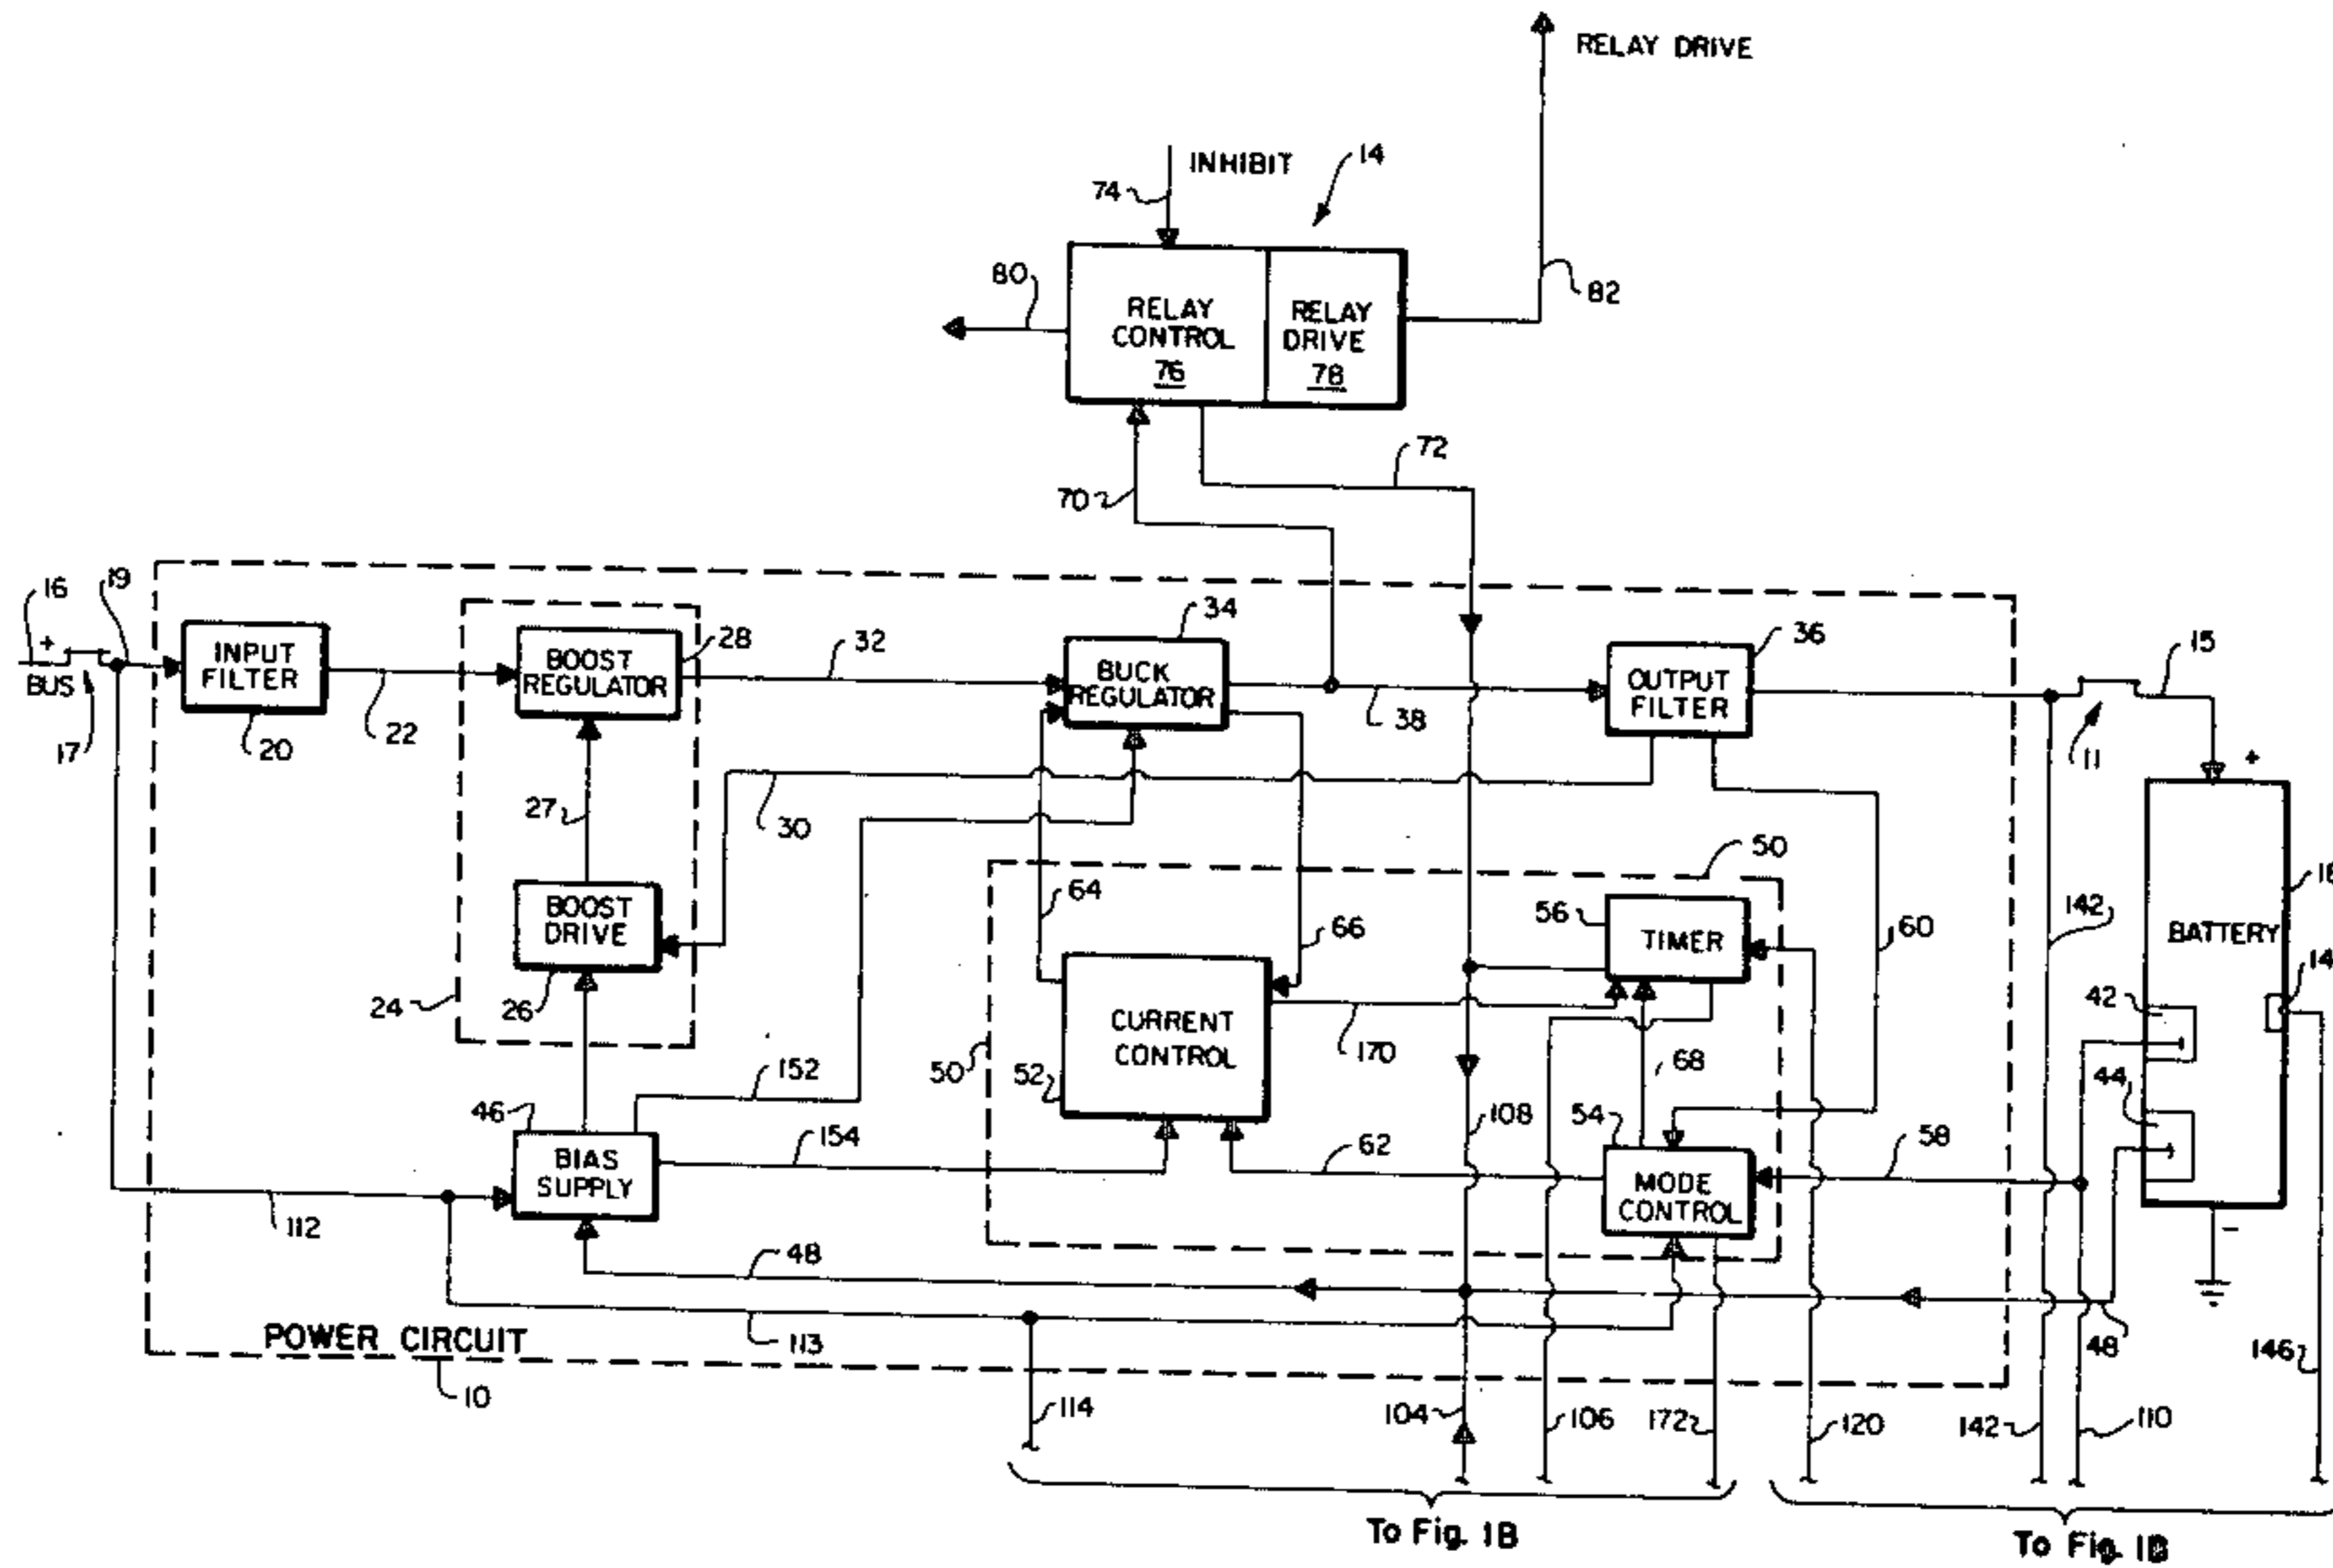 RELAY DRIVE
INHIBIT
14
74
80
RELAY
CONTROL
76
RELAY
DRIVE
78
82
72
70
16
19
+
BUS
17
INPUT
FILTER
20
22
BOOST
REGULATOR
28
32
34
BUCK
REGULATOR
38
36
OUTPUT
FILTER
15
11
+
27
30
50
BOOST
DRIVE
26
24
64
66
56
TIMER
60
142
BATTERY
42
44
CURRENT
CONTROL
52
50
170
68
108
152
46
BIAS
SUPPLY
154
62
54
MODE
CONTROL
58
-
112
48
113
48
146
POWER CIRCUIT
10
114
104
106
172
120
142
110
To Fig. 1B
To Fig. 1B